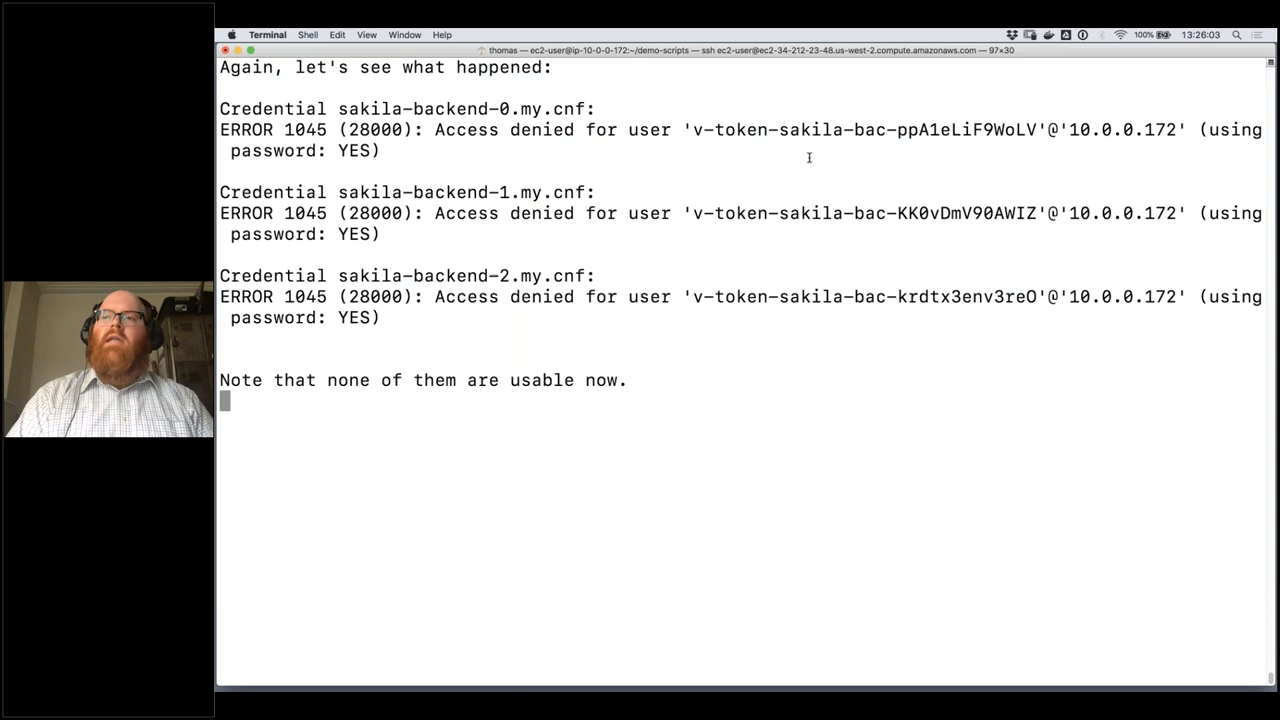 Terminal Shell Edit View Window Help 100% 13:26:03
thomas — ec2-user@ip-10-0-0-172:~/demo-scripts — ssh ec2-user@ec2-34-212-23-48.us-west-2.compute.amazonaws.com — 97×30
Again, let's see what happened:
Credential sakila-backend-0.my.cnf:
ERROR 1045 (28000): Access denied for user 'v-token-sakila-bac-ppA1eLiF9WoLV'@'10.0.0.172' (using
password: YES)
Credential sakila-backend-1.my.cnf:
ERROR 1045 (28000): Access denied for user 'v-token-sakila-bac-KK0vDmV90AWIZ'@'10.0.0.172' (using
password: YES)
Credential sakila-backend-2.my.cnf:
ERROR 1045 (28000): Access denied for user 'v-token-sakila-bac-krdtx3env3reO'@'10.0.0.172' (using
password: YES)
Note that none of them are usable now.